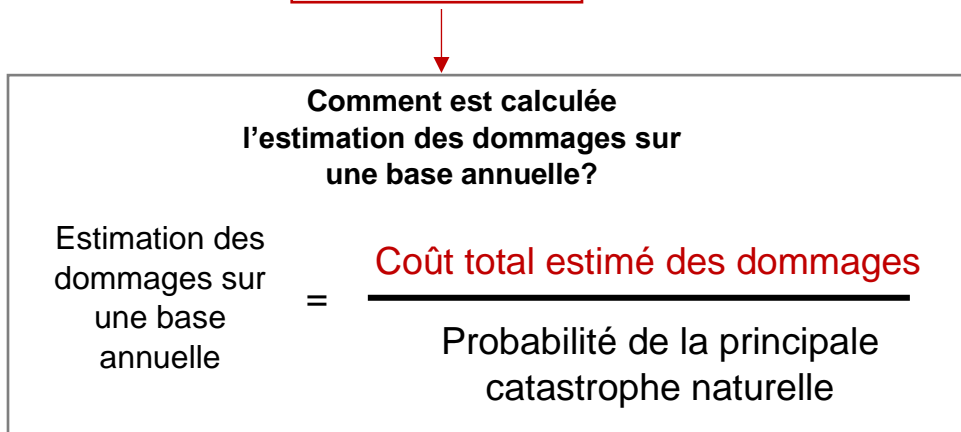 Comment est calculée
l'estimation des dommages sur
une base annuelle?
Estimation des
dommages sur
une base
annuelle
=
Coût total estimé des dommages
Probabilité de la principale
catastrophe naturelle